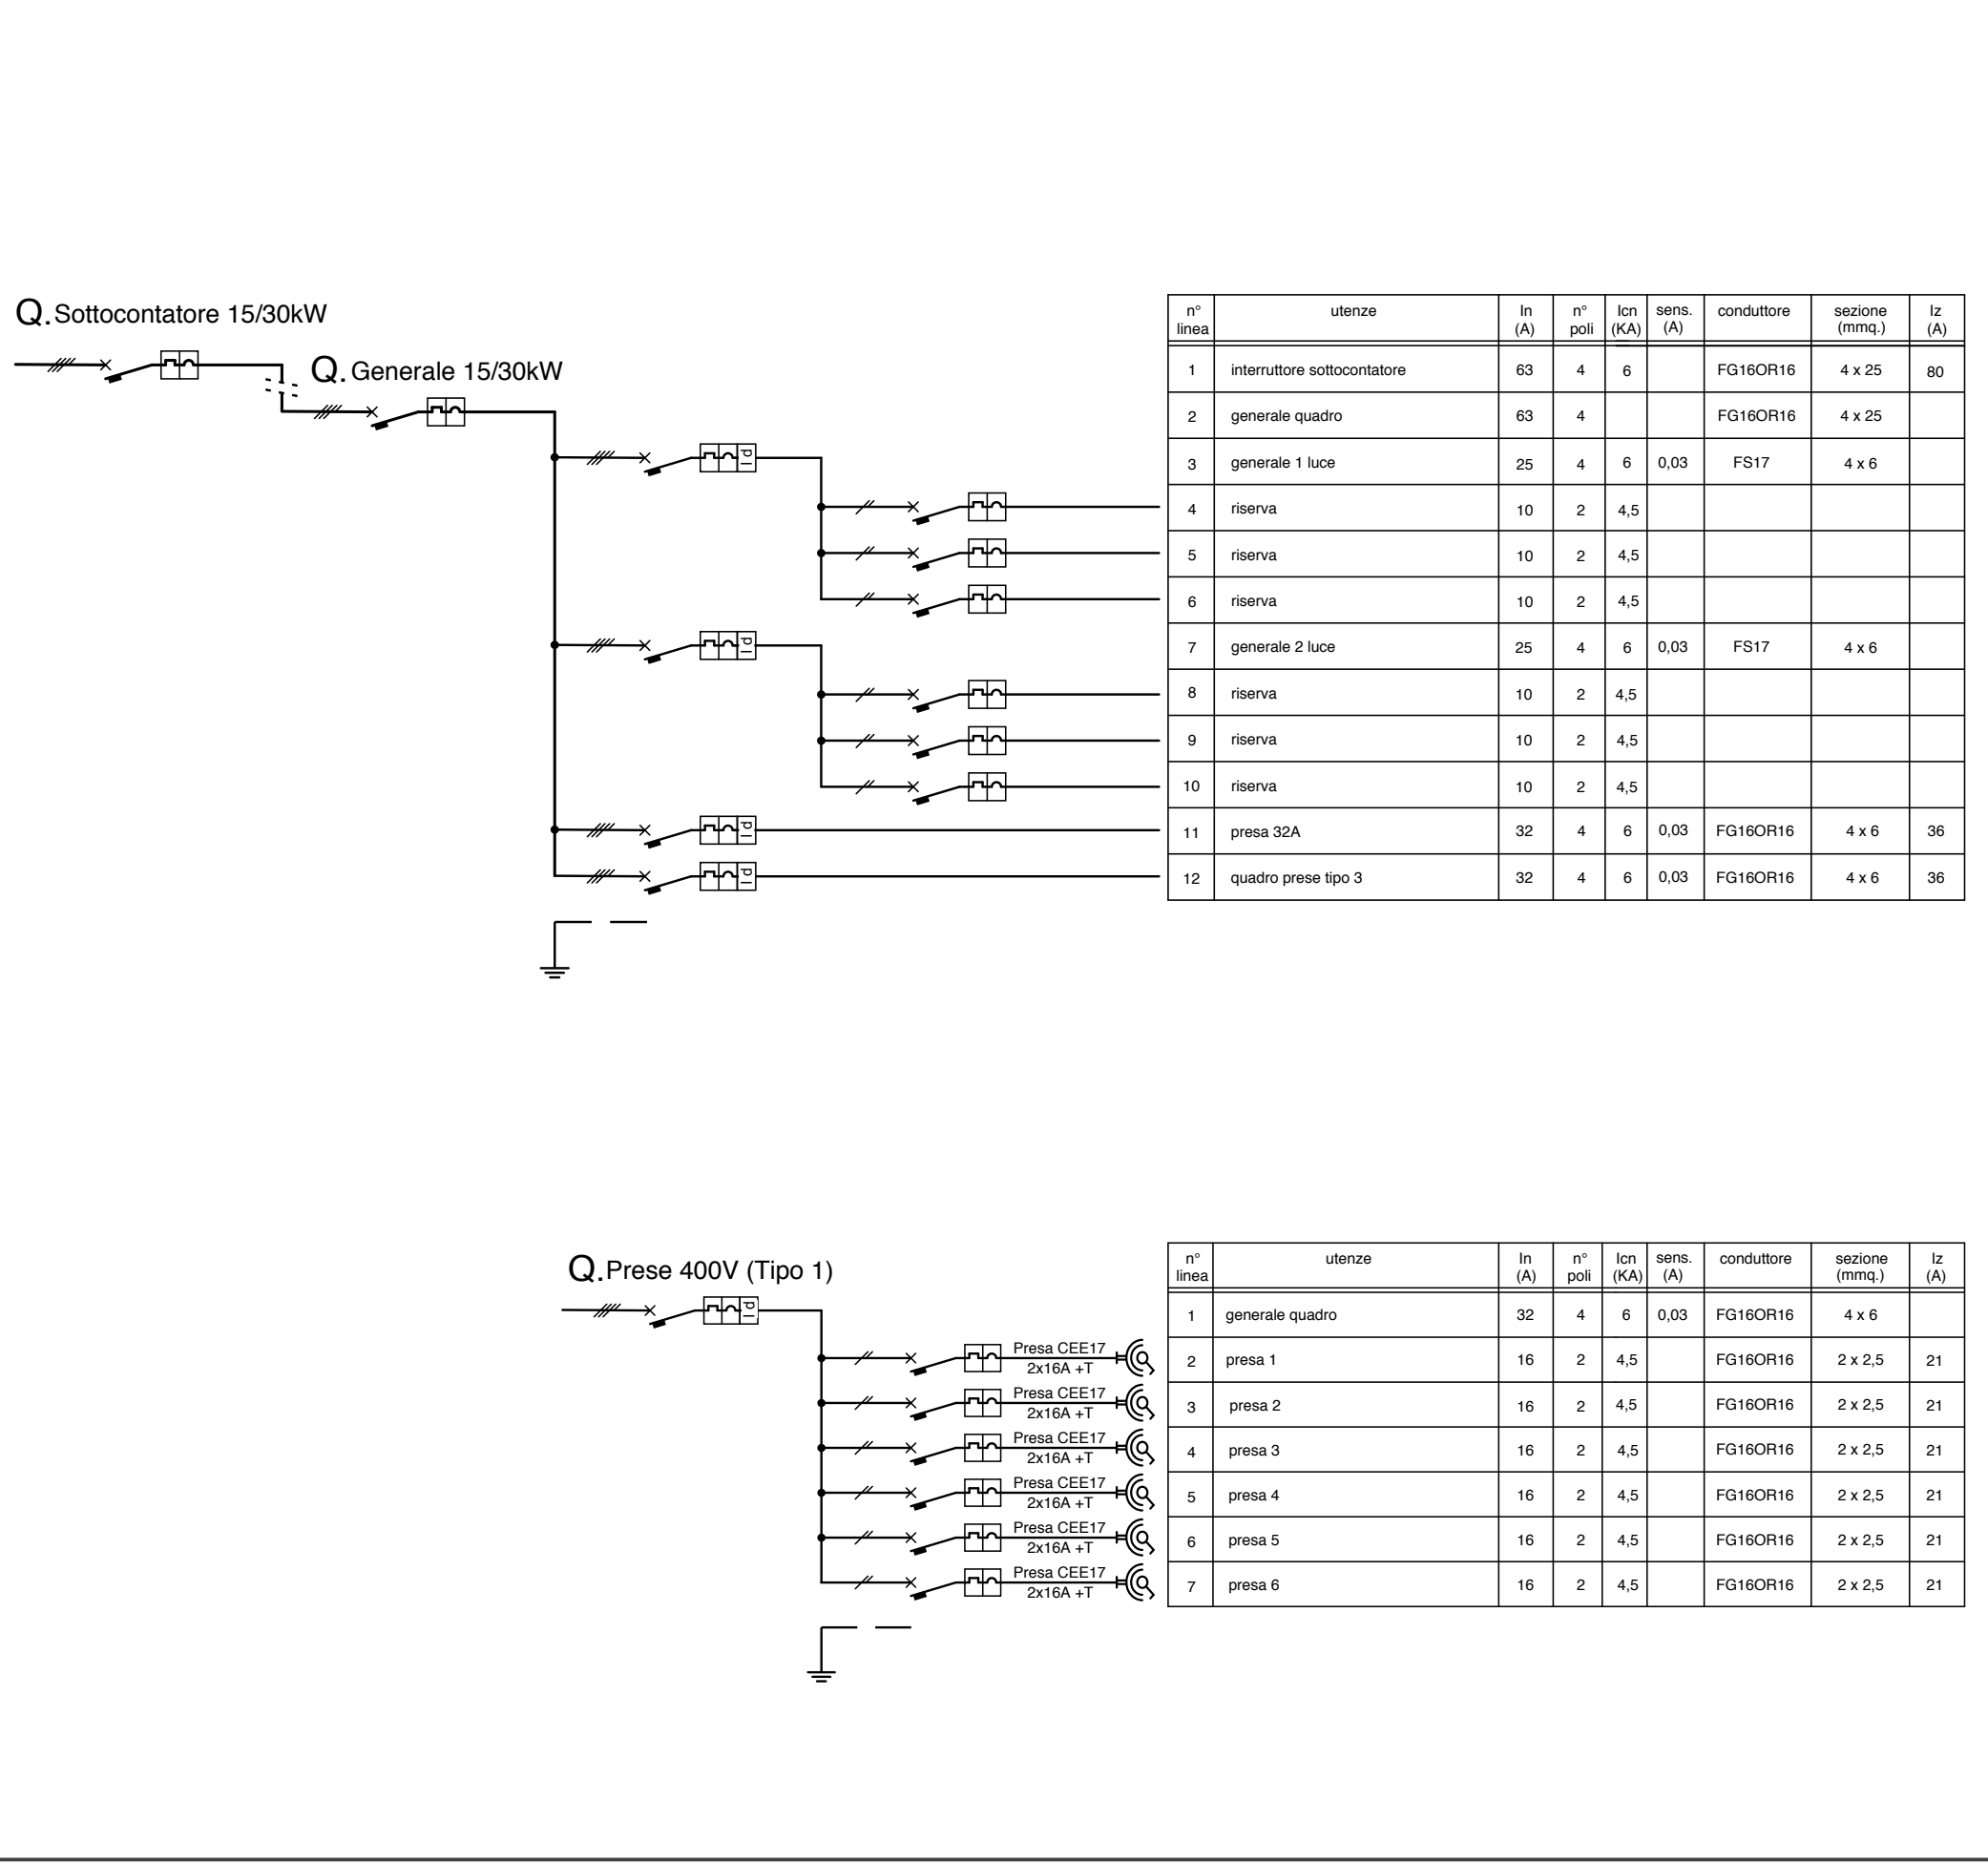 Q. Sottocontatore 15/30kW
Q. Generale 15/30kW
Id
Id
Id
Id
n° linea utenze In (A) n° poli Icn (KA) sens. (A) conduttore sezione (mmq.) Iz (A)
1 interruttore sottocontatore 63 4 6 FG16OR16 4 x 25 80
2 generale quadro 63 4 FG16OR16 4 x 25
3 generale 1 luce 25 4 6 0,03 FS17 4 x 6
4 riserva 10 2 4,5
5 riserva 10 2 4,5
6 riserva 10 2 4,5
7 generale 2 luce 25 4 6 0,03 FS17 4 x 6
8 riserva 10 2 4,5
9 riserva 10 2 4,5
10 riserva 10 2 4,5
11 presa 32A 32 4 6 0,03 FG16OR16 4 x 6 36
12 quadro prese tipo 3 32 4 6 0,03 FG16OR16 4 x 6 36
Q. Prese 400V (Tipo 1)
Id
Presa CEE17
2x16A +T
Presa CEE17
2x16A +T
Presa CEE17
2x16A +T
Presa CEE17
2x16A +T
Presa CEE17
2x16A +T
Presa CEE17
2x16A +T
n° linea utenze In (A) n° poli Icn (KA) sens. (A) conduttore sezione (mmq.) Iz (A)
1 generale quadro 32 4 6 0,03 FG16OR16 4 x 6
2 presa 1 16 2 4,5 FG16OR16 2 x 2,5 21
3 presa 2 16 2 4,5 FG16OR16 2 x 2,5 21
4 presa 3 16 2 4,5 FG16OR16 2 x 2,5 21
5 presa 4 16 2 4,5 FG16OR16 2 x 2,5 21
6 presa 5 16 2 4,5 FG16OR16 2 x 2,5 21
7 presa 6 16 2 4,5 FG16OR16 2 x 2,5 21